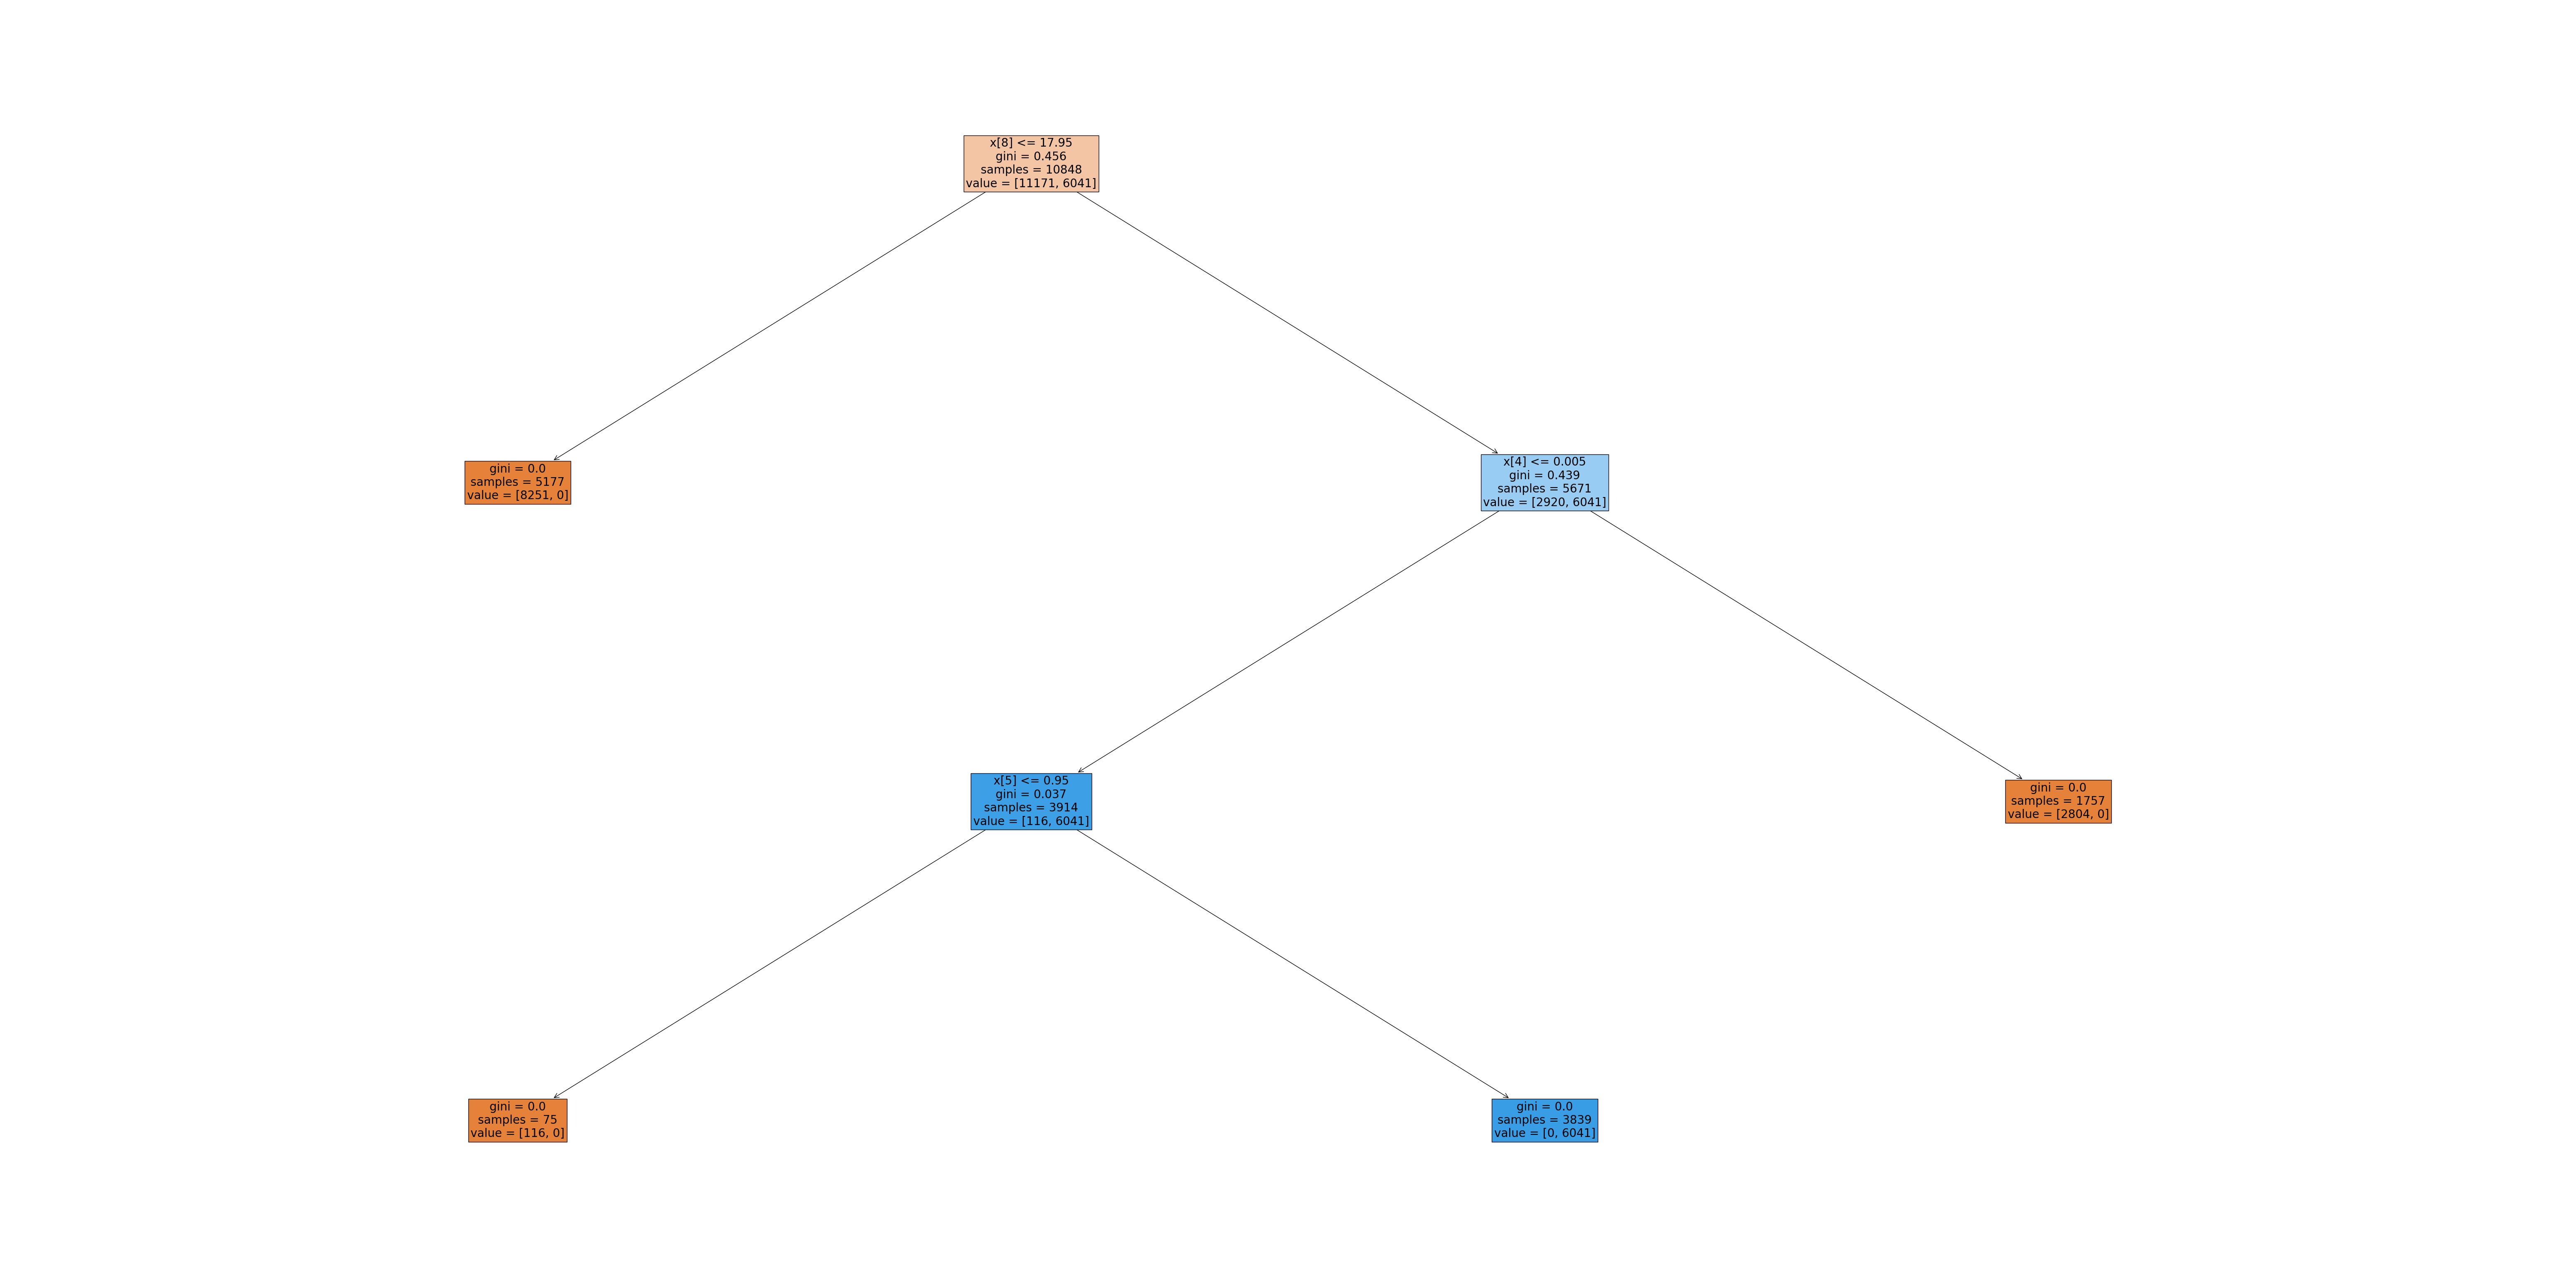 x[8] <= 17.95
gini = 0.456
samples = 10848
value = [11171, 6041]
gini = 0.0
samples = 5177
value = [8251, 0]
x[4] <= 0.005
gini = 0.439
samples = 5671
value = [2920, 6041]
x[5] <= 0.95
gini = 0.037
samples = 3914
value = [116, 6041]
gini = 0.0
samples = 1757
value = [2804, 0]
gini = 0.0
samples = 75
value = [116, 0]
gini = 0.0
samples = 3839
value = [0, 6041]